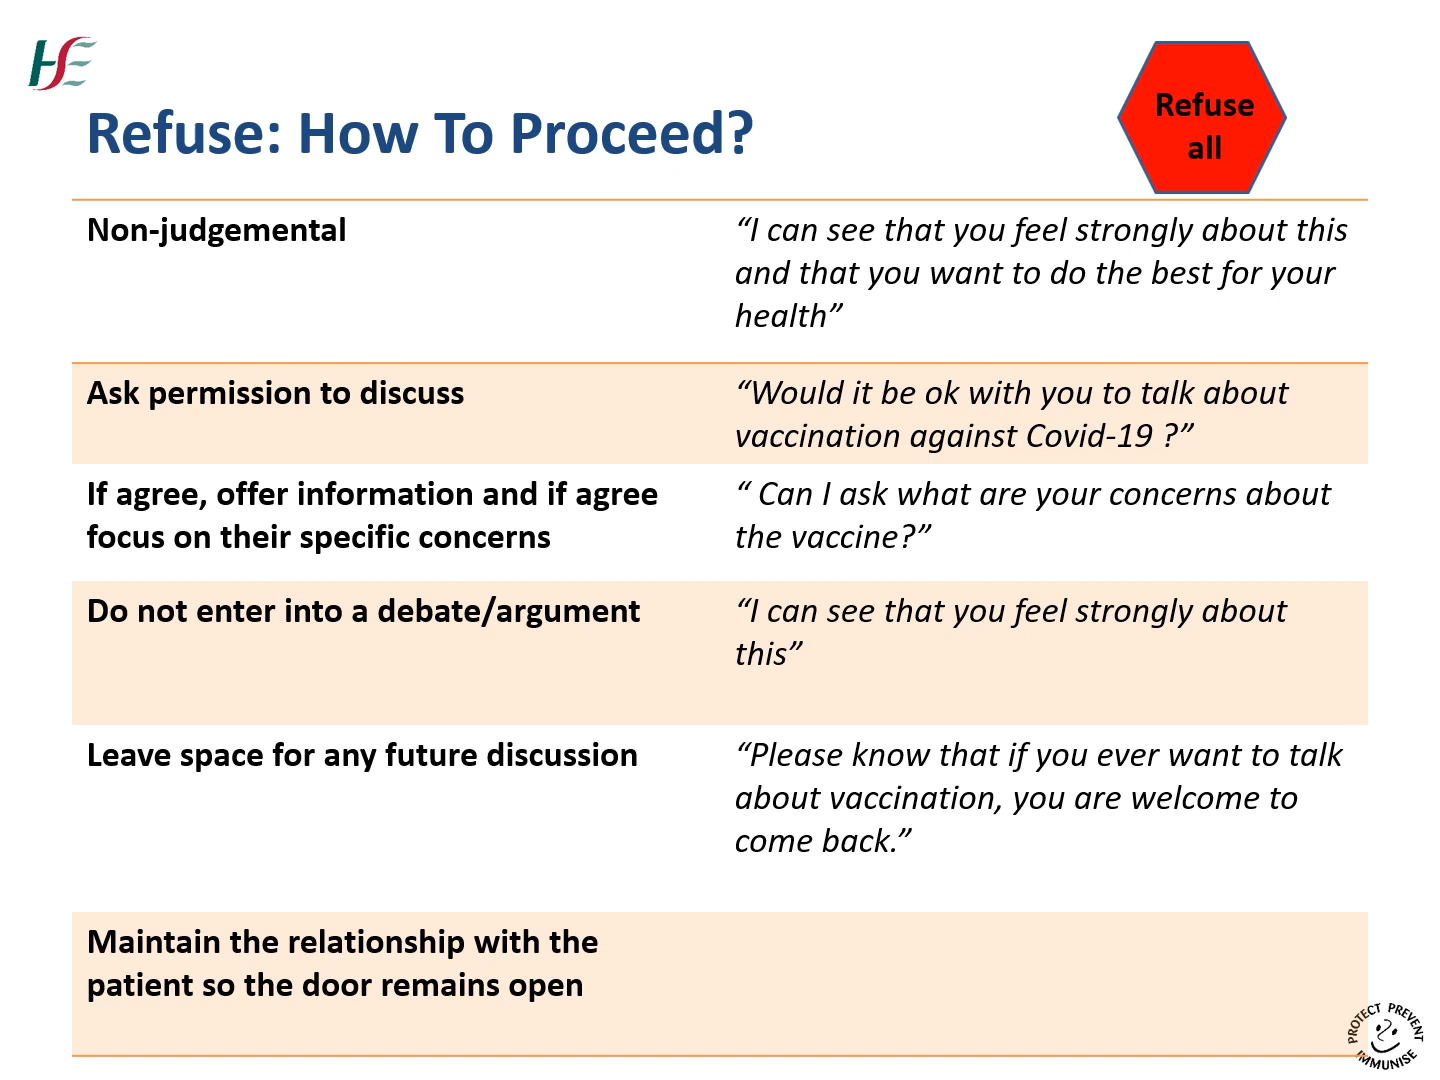 HSE
Refuse: How To Proceed?
Refuse
all
Non-judgemental
“I can see that you feel strongly about this
and that you want to do the best for your
health”
Ask permission to discuss
“Would it be ok with you to talk about
vaccination against Covid-19 ?”
If agree, offer information and if agree
focus on their specific concerns
“ Can I ask what are your concerns about
the vaccine?”
Do not enter into a debate/argument
“I can see that you feel strongly about
this”
Leave space for any future discussion
“Please know that if you ever want to talk
about vaccination, you are welcome to
come back.”
Maintain the relationship with the
patient so the door remains open
PROTECT PREVENT
IMMUNISE